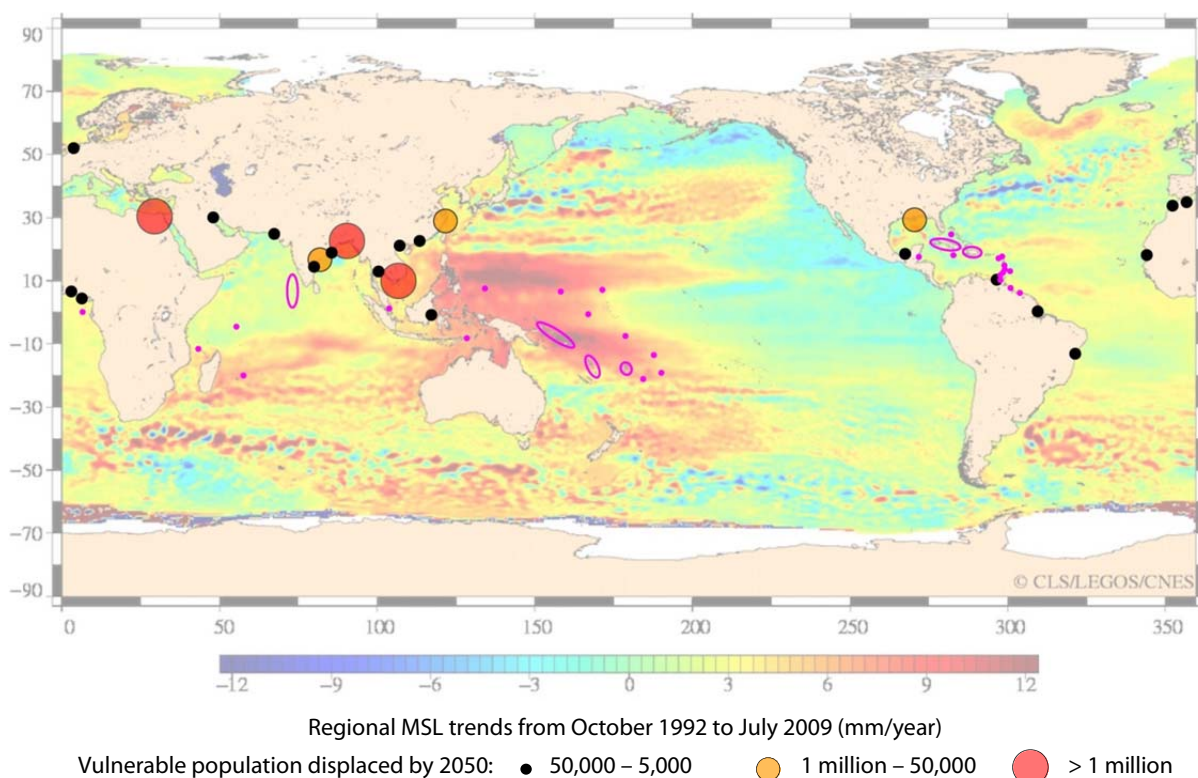 90
70
50
30
10
−10
−30
−50
−70
−90
© CLS/LEGOS/CNES
0 50 100 150 200 250 300 350
−12 −9 −6 −3 0 3 6 9 12
Regional MSL trends from October 1992 to July 2009 (mm/year)
Vulnerable population displaced by 2050: 50,000 – 5,000 1 million – 50,000 > 1 million